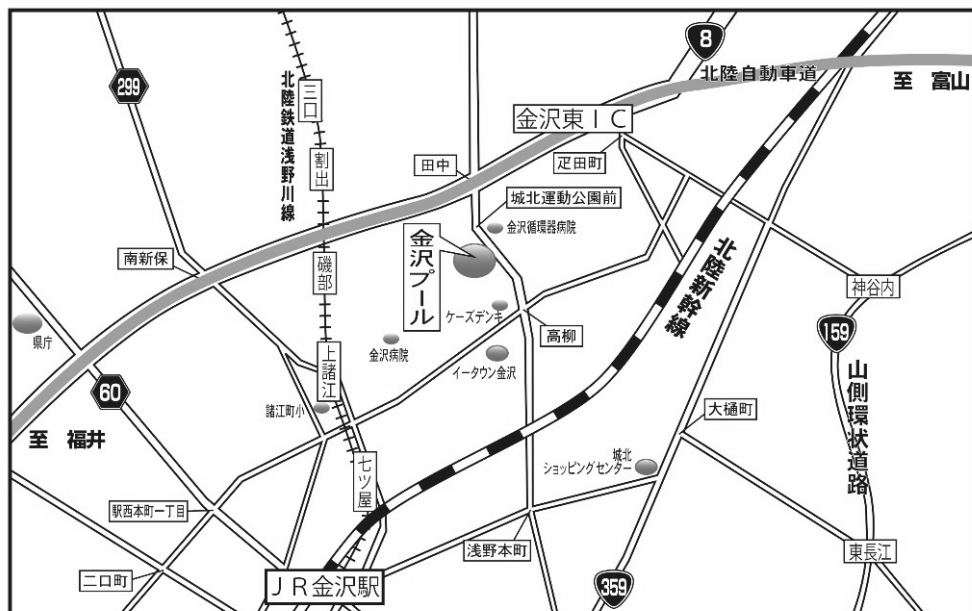 8
北陸自動車道
至 富山
299
北陸鉄道浅野川線
三口
金沢東IC
割出
田中
疋田町
城北運動公園前
金沢循環器病院
金沢プール
南新保
磯部
北陸新幹線
神谷内
県庁
ケーズデンキ
高柳
159
金沢病院
イータウン金沢
上諸江
60
諸江町小
山側環状道路
大樋町
至 福井
七ツ屋
城北
ショッピングセンター
駅西本町一丁目
浅野本町
東長江
二口町
JR金沢駅
359